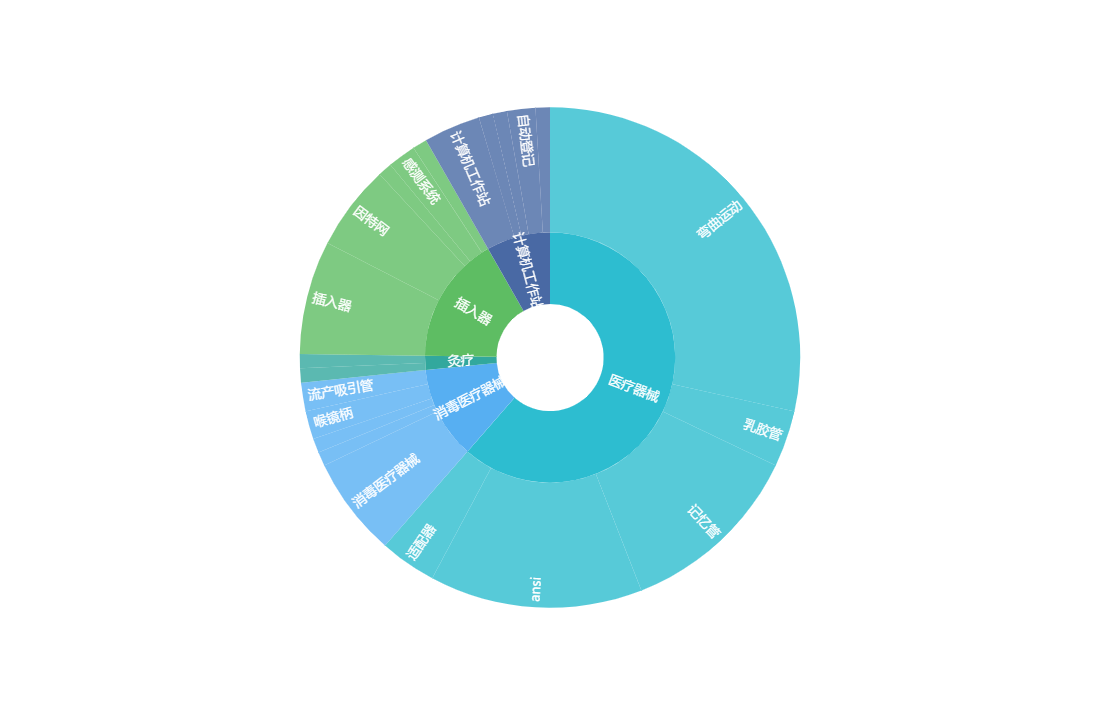 弯曲运动
乳胶管
记忆管
ansi
适配器
消毒医疗器械
喉镜柄
流产吸引管
插入器
因特网
感测系统
计算机工作站
自动登记
医疗器械
消毒医疗器械
灸疗
插入器
计算机工作站